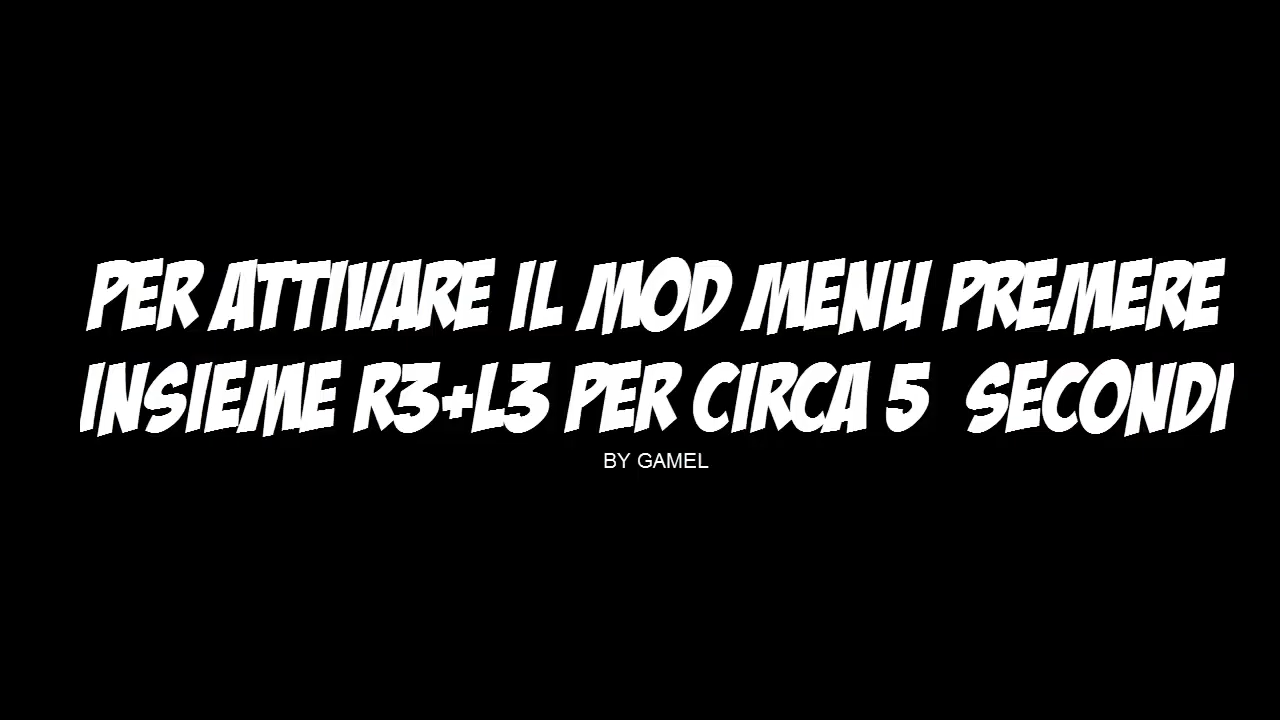 PER ATTIVARE IL MOD MENU PREMERE
INSIEME R3+L3 PER CIRCA 5 SECONDI
BY GAMEL